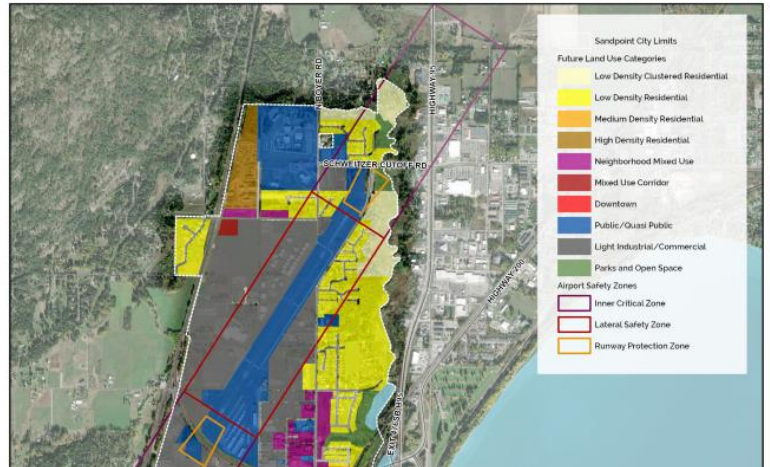 Sandpoint City Limits
Future Land Use Categories
Low Density Clustered Residential
Low Density Residential
Medium Density Residential
High Density Residential
Neighborhood Mixed Use
Mixed Use Corridor
Downtown
Public/Quasi Public
Light Industrial/Commercial
Parks and Open Space
Airport Safety Zones
Inner Critical Zone
Lateral Safety Zone
Runway Protection Zone
N BOYER RD
HIGHWAY 95
SCHWEITZER CUTOFF RD
HIGHWAY 200